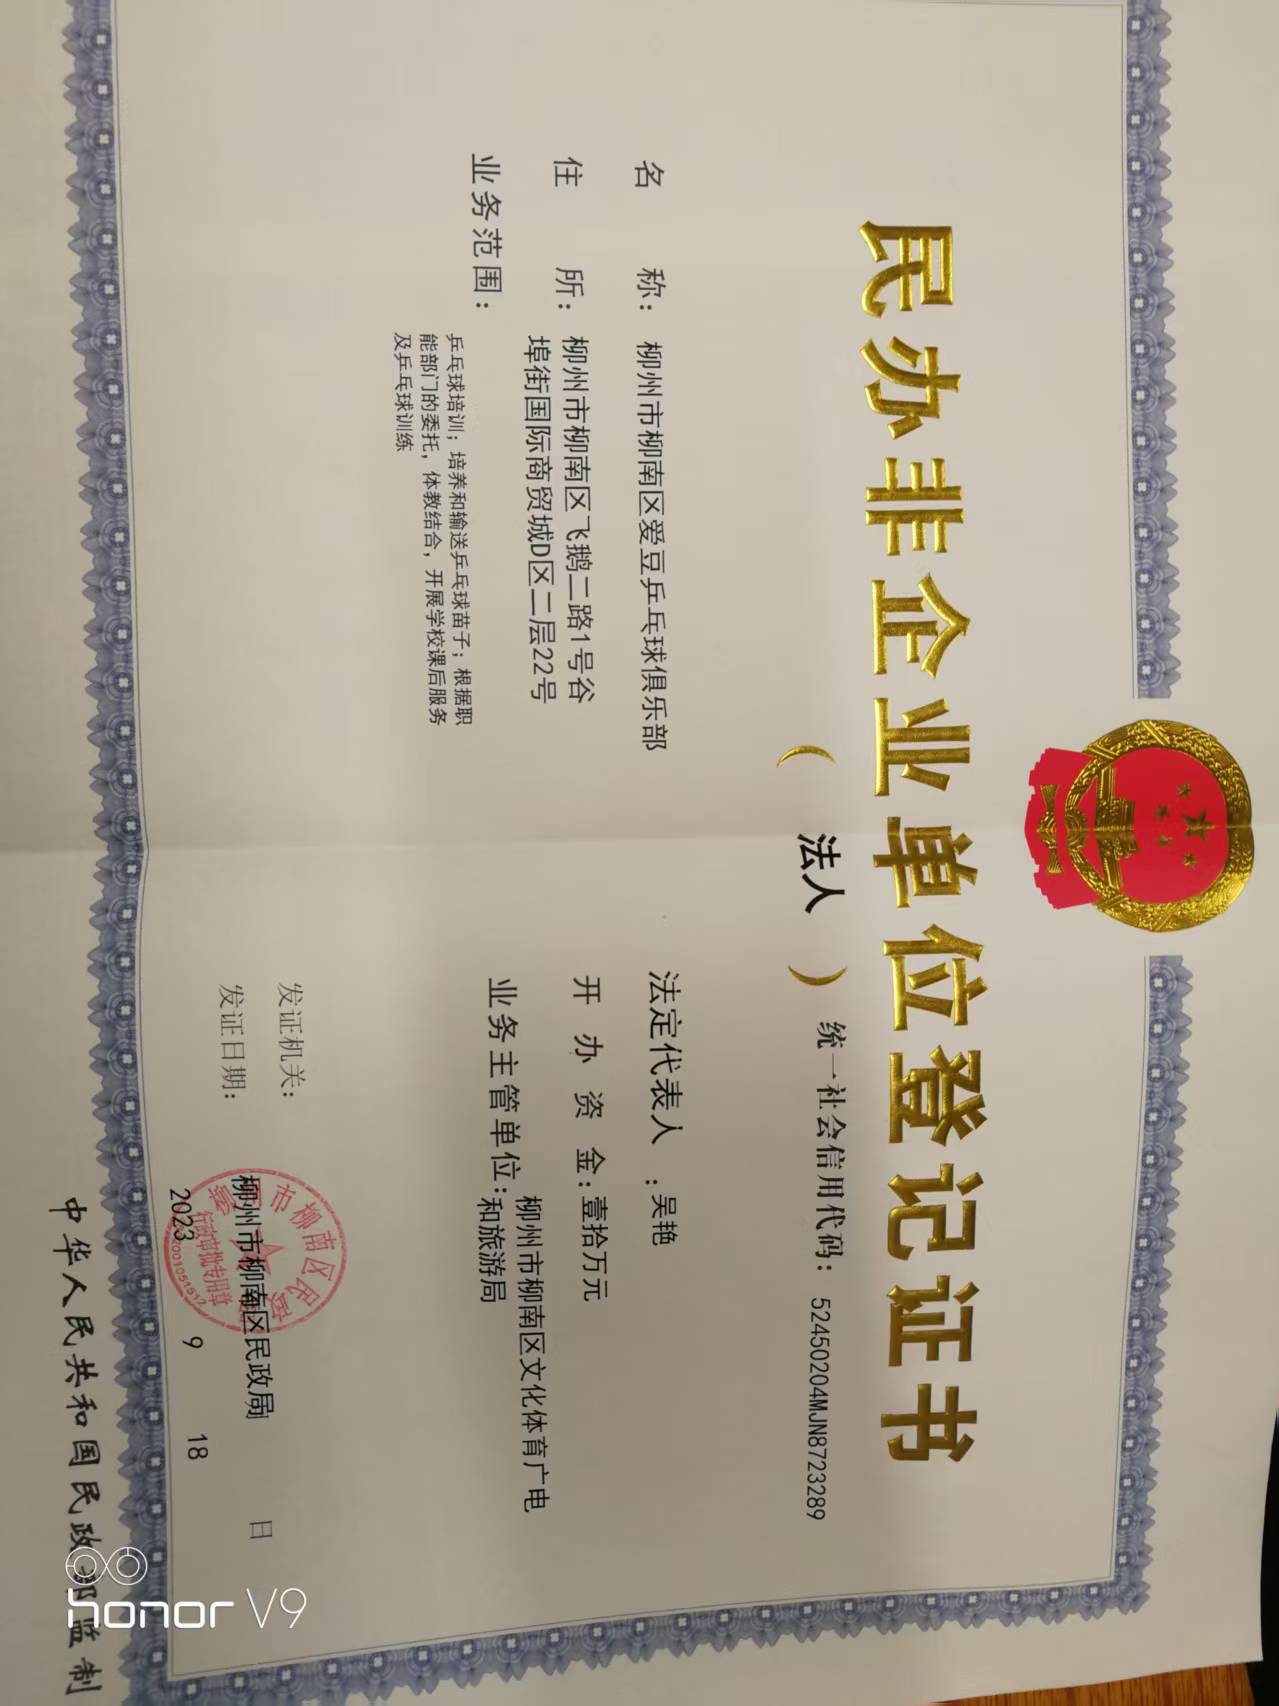 民办非企业单位登记证书
（法人）
统一社会信用代码：52450204MJN8723289
名称：柳州市柳南区爱豆乒乓球俱乐部
住所：柳州市柳南区飞鹅二路1号谷
埠街国际商贸城D区二层22号
业务范围：
乒乓球培训；培养和输送乒乓球苗子；根据职
能部门的委托，体教结合，开展学校课后服务
及乒乓球训练
法定代表人：吴艳
开办资金：壹拾万元
业务主管单位：柳州市柳南区文化体育广电
和旅游局
发证机关：柳州市柳南区民政局
发证日期：2023 9 18 日
行政审批专用章
中华人民共和国民政部监制
honor V9